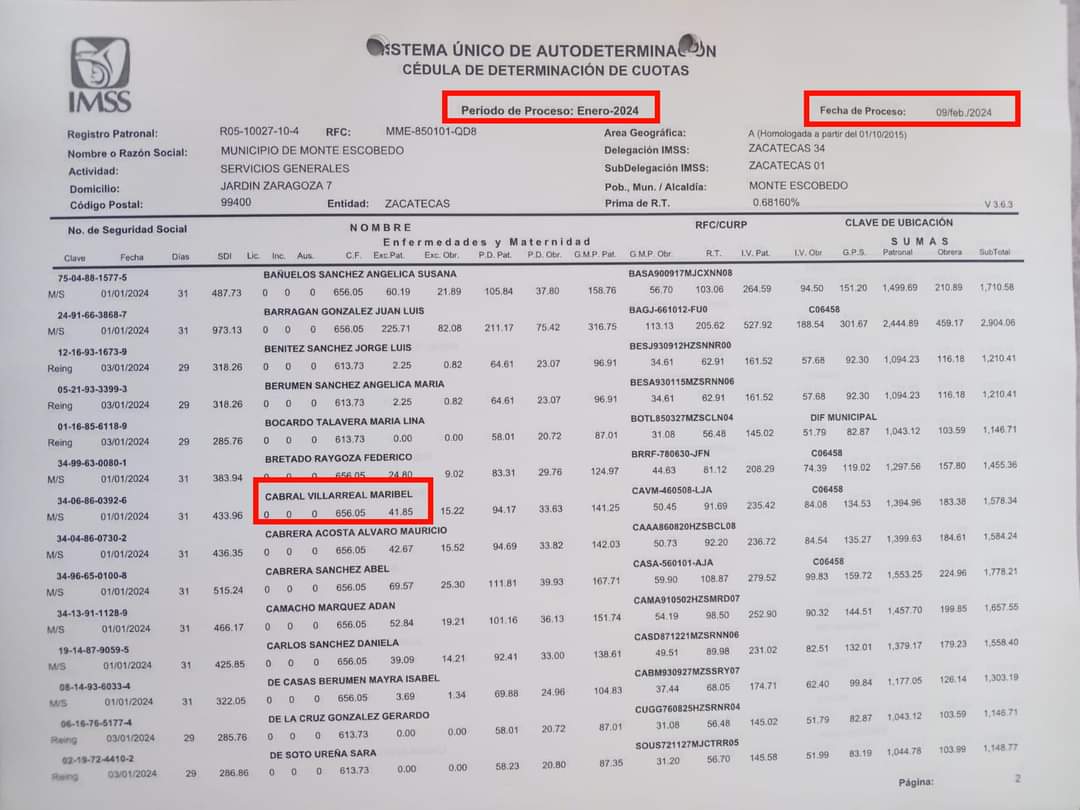 IMSS
SISTEMA ÚNICO DE AUTODETERMINACIÓN
CÉDULA DE DETERMINACIÓN DE CUOTAS
Período de Proceso: Enero-2024
Fecha de Proceso: 09/feb./2024
Registro Patronal: R05-10027-10-4 RFC: MME-850101-QD8 Area Geográfica: A (Homologada a partir del 01/10/2015)
Nombre o Razón Social: MUNICIPIO DE MONTE ESCOBEDO Delegación IMSS: ZACATECAS 34
Actividad: SERVICIOS GENERALES SubDelegación IMSS: ZACATECAS 01
Domicilio: JARDIN ZARAGOZA 7 Pob., Mun. / Alcaldía: MONTE ESCOBEDO
Código Postal: 99400 Entidad: ZACATECAS Prima de R.T. 0.68160% V 3.6.3
No. de Seguridad Social NOMBRE RFC/CURP CLAVE DE UBICACIÓN
Enfermedades y Maternidad SUMAS
Clave Fecha Días SDI Lic. Inc. Aus. C.F. Exc.Pat. Exc. Obr. P.D. Pat. P.D. Obr. G.M.P. Pat. G.M.P. Obr. R.T. I.V. Pat. I.V. Obr G.P.S. Patronal Obrera SubTotal
75-04-88-1577-5 BAÑUELOS SANCHEZ ANGELICA SUSANA BASA900917MJCXNN08
M/S 01/01/2024 31 487.73 0 0 0 656.05 60.19 21.89 105.84 37.80 158.76 56.70 103.06 264.59 94.50 151.20 1,499.69 210.89 1,710.58
24-91-66-3868-7 BARRAGAN GONZALEZ JUAN LUIS BAGJ-661012-FU0 C06458
M/S 01/01/2024 31 973.13 0 0 0 656.05 225.71 82.08 211.17 75.42 316.75 113.13 205.62 527.92 188.54 301.67 2,444.89 459.17 2,904.06
12-16-93-1673-9 BENITEZ SANCHEZ JORGE LUIS BESJ930912HZSNNR00
Reing 03/01/2024 29 318.26 0 0 0 613.73 2.25 0.82 64.61 23.07 96.91 34.61 62.91 161.52 57.68 92.30 1,094.23 116.18 1,210.41
05-21-93-3399-3 BERUMEN SANCHEZ ANGELICA MARIA BESA930115MZSRNN06
Reing 03/01/2024 29 318.26 0 0 0 613.73 2.25 0.82 64.61 23.07 96.91 34.61 62.91 161.52 57.68 92.30 1,094.23 116.18 1,210.41
01-16-85-6118-9 BOCARDO TALAVERA MARIA LINA BOTL850327MZSCLN04 DIF MUNICIPAL
Reing 03/01/2024 29 285.76 0 0 0 613.73 0.00 0.00 58.01 20.72 87.01 31.08 56.48 145.02 51.79 82.87 1,043.12 103.59 1,146.71
34-99-63-0080-1 BRETADO RAYGOZA FEDERICO BRRF-780630-JFN C06458
M/S 01/01/2024 31 383.94 0 0 0 656.05 24.80 9.02 83.31 29.76 124.97 44.63 81.12 208.29 74.39 119.02 1,297.56 157.80 1,455.36
34-06-86-0392-6 CABRAL VILLARREAL MARIBEL CAVM-460508-LJA C06458
M/S 01/01/2024 31 433.96 0 0 0 656.05 41.85 15.22 94.17 33.63 141.25 50.45 91.69 235.42 84.08 134.53 1,394.96 183.38 1,578.34
34-04-86-0730-2 CABRERA ACOSTA ALVARO MAURICIO CAAA860820HZSBCL08
M/S 01/01/2024 31 436.35 0 0 0 656.05 42.67 15.52 94.69 33.82 142.03 50.73 92.20 236.72 84.54 135.27 1,399.63 184.61 1,584.24
34-96-65-0100-8 CABRERA SANCHEZ ABEL CASA-560101-AJA C06458
M/S 01/01/2024 31 515.24 0 0 0 656.05 69.57 25.30 111.81 39.93 167.71 59.90 108.87 279.52 99.83 159.72 1,553.25 224.96 1,778.21
34-13-91-1128-9 CAMACHO MARQUEZ ADAN CAMA910502HZSMRD07
M/S 01/01/2024 31 466.17 0 0 0 656.05 52.84 19.21 101.16 36.13 151.74 54.19 98.50 252.90 90.32 144.51 1,457.70 199.85 1,657.55
19-14-87-9059-5 CARLOS SANCHEZ DANIELA CASD871221MZSRNN06
M/S 01/01/2024 31 425.85 0 0 0 656.05 39.09 14.21 92.41 33.00 138.61 49.51 89.98 231.02 82.51 132.01 1,379.17 179.23 1,558.40
08-14-93-6033-4 DE CASAS BERUMEN MAYRA ISABEL CABM930927MZSSRY07
M/S 01/01/2024 31 322.05 0 0 0 656.05 3.69 1.34 69.88 24.96 104.83 37.44 68.05 174.71 62.40 99.84 1,177.05 126.14 1,303.19
06-16-76-5177-4 DE LA CRUZ GONZALEZ GERARDO CUGG760825HZSRNR04
Reing 03/01/2024 29 285.76 0 0 0 613.73 0.00 0.00 58.01 20.72 87.01 31.08 56.48 145.02 51.79 82.87 1,043.12 103.59 1,146.71
02-19-72-4410-2 DE SOTO UREÑA SARA SOUS721127MJCTRR05
Reing 03/01/2024 29 286.86 0 0 0 613.73 0.00 0.00 58.23 20.80 87.35 31.20 56.70 145.58 51.99 83.19 1,044.78 103.99 1,148.77
Página: 2